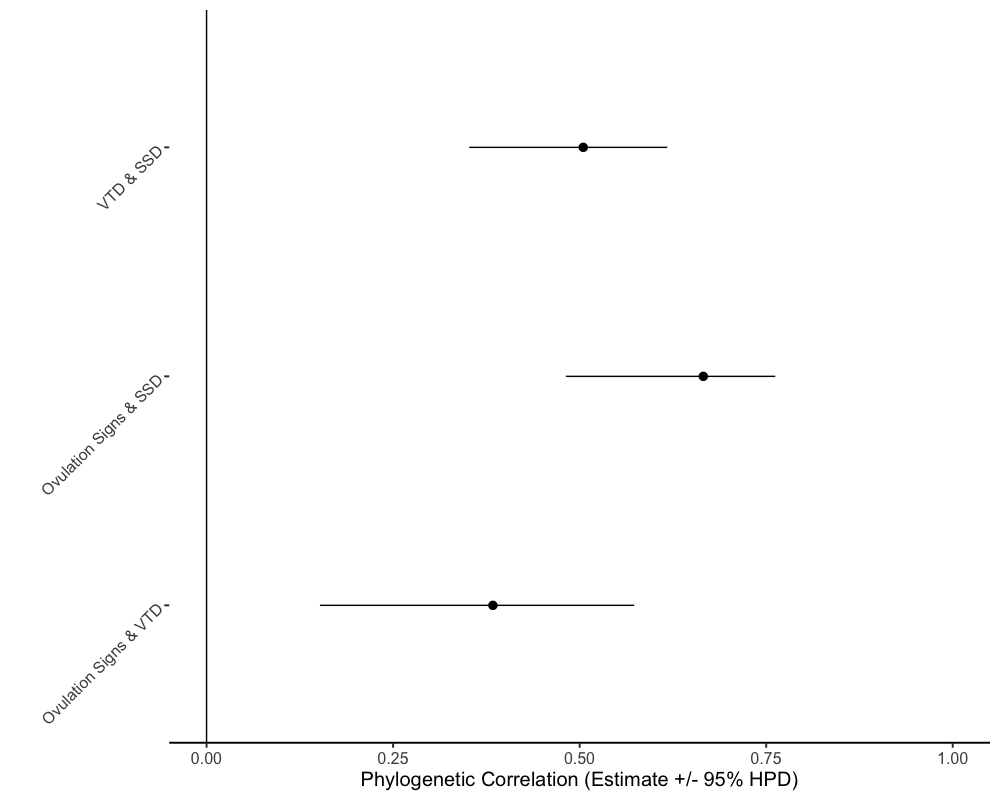 VTD & SSD
Ovulation Signs & SSD
Ovulation Signs & VTD
0.00 0.25 0.50 0.75 1.00
Phylogenetic Correlation (Estimate +/- 95% HPD)